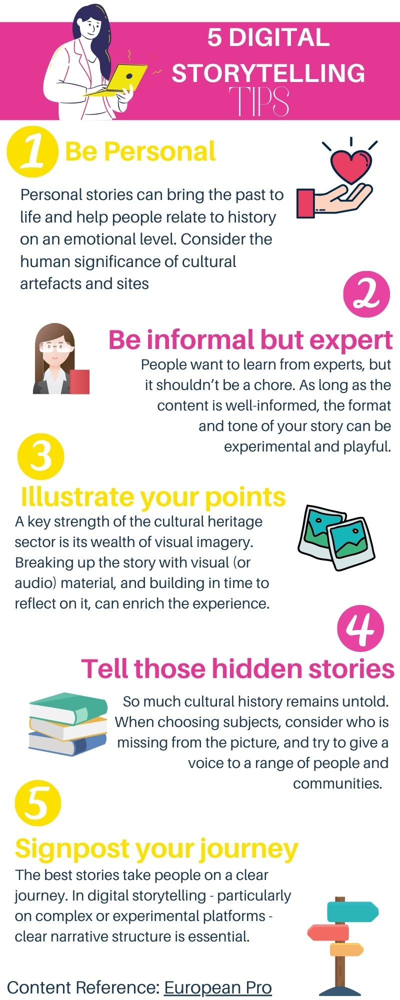 5 DIGITAL
STORYTELLING
TIPS
1 Be Personal
Personal stories can bring the past to
life and help people relate to history
on an emotional level. Consider the
human significance of cultural
artefacts and sites
2
Be informal but expert
People want to learn from experts, but
it shouldn’t be a chore. As long as the
content is well-informed, the format
and tone of your story can be
experimental and playful.
3
Illustrate your points
A key strength of the cultural heritage
sector is its wealth of visual imagery.
Breaking up the story with visual (or
audio) material, and building in time to
reflect on it, can enrich the experience.
4
Tell those hidden stories
So much cultural history remains untold.
When choosing subjects, consider who is
missing from the picture, and try to give a
voice to a range of people and
communities.
5
Signpost your journey
The best stories take people on a clear
journey. In digital storytelling - particularly
on complex or experimental platforms -
clear narrative structure is essential.
Content Reference: European Pro